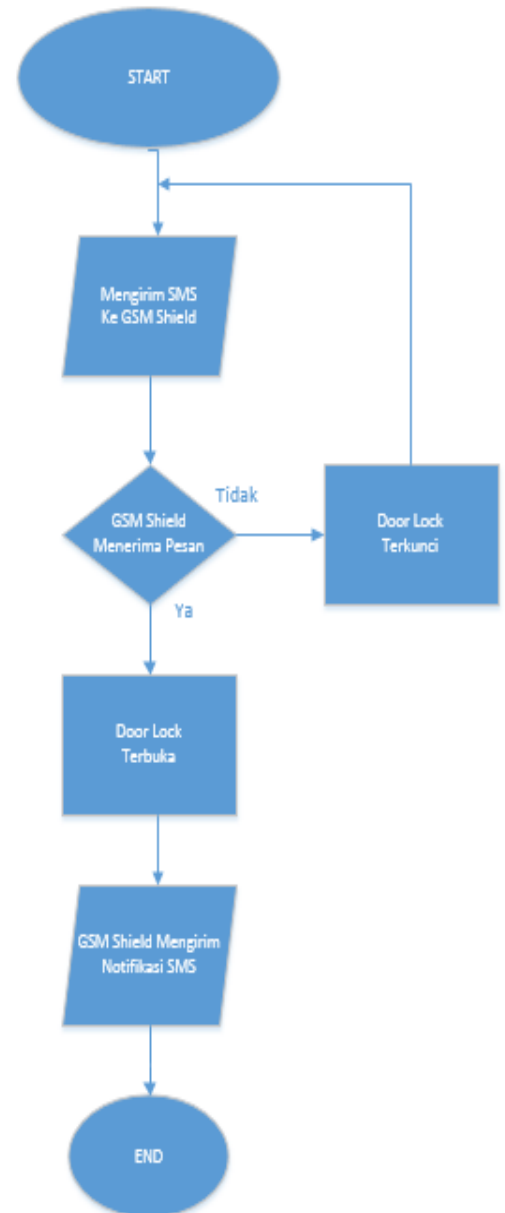 START
Mengirim SMS
Ke GSM Shield
GSM Shield
Menerima Pesan
Tidak
Door Lock
Terkunci
Ya
Door Lock
Terbuka
GSM Shield Mengirim
Notifikasi SMS
END